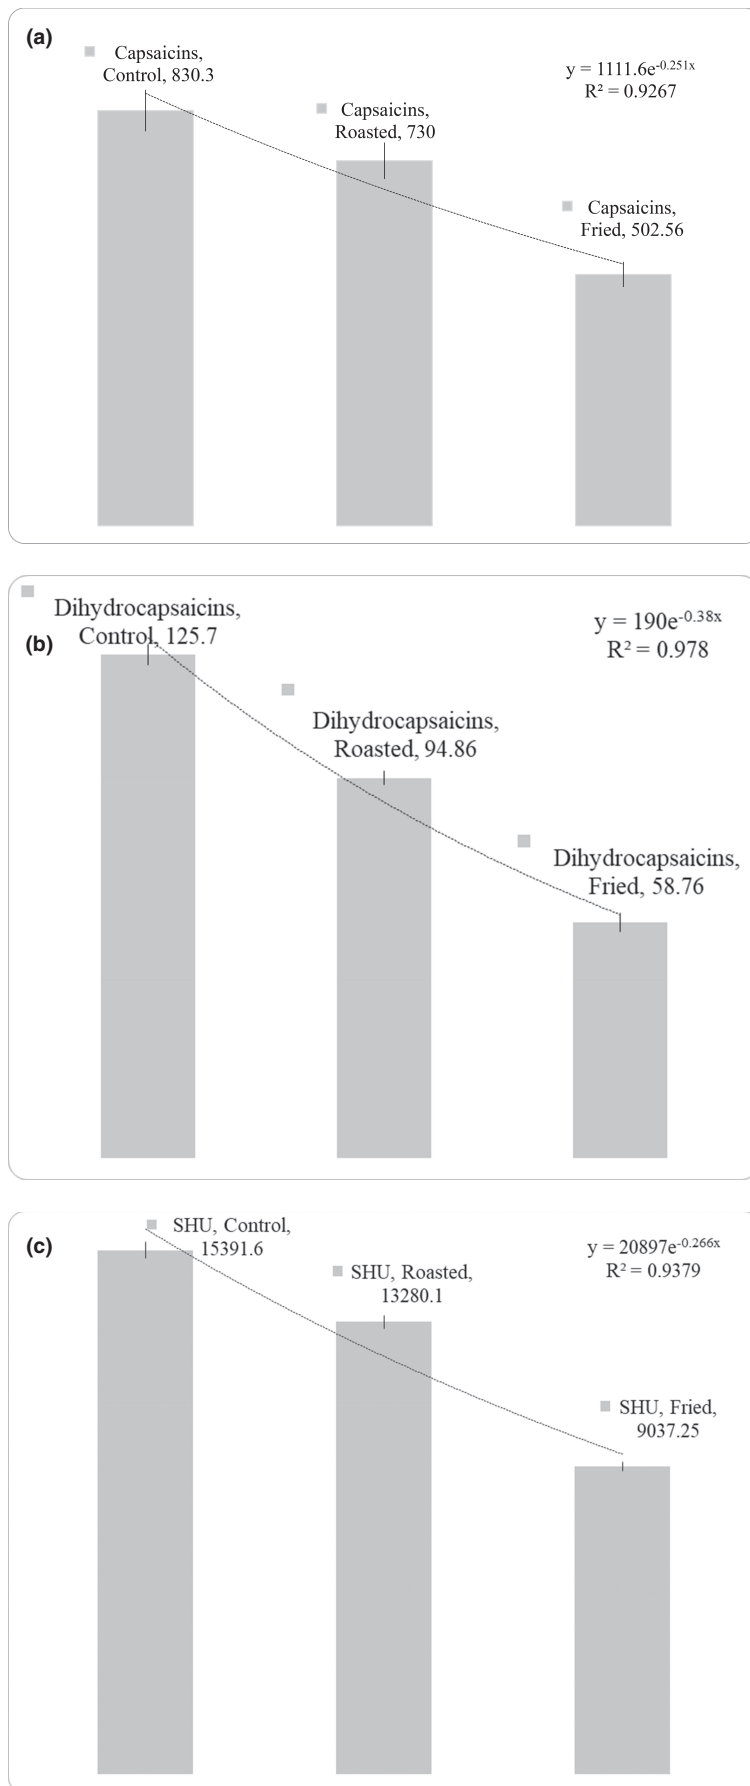 (a)
Capsaicins,
Control, 830.3
y = 1111.6e^-0.251x
R² = 0.9267
Capsaicins,
Roasted, 730
Capsaicins,
Fried, 502.56
(b)
Dihydrocapsaicins,
Control, 125.7
y = 190e^-0.38x
R² = 0.978
Dihydrocapsaicins,
Roasted, 94.86
Dihydrocapsaicins,
Fried, 58.76
(c)
SHU, Control,
15391.6
y = 20897e^-0.266x
R² = 0.9379
SHU, Roasted,
13280.1
SHU, Fried,
9037.25